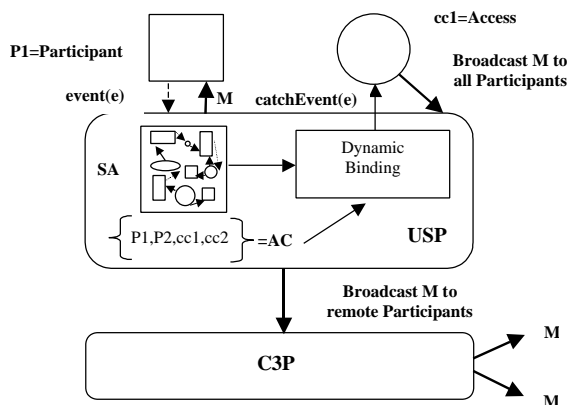 cc1=Access
P1=Participant
Broadcast M to
all Participants
event(e)
M
catchEvent(e)
SA
Dynamic
Binding
P1,P2,cc1,cc2
=AC
USP
Broadcast M to
remote Participants
M
C3P
M